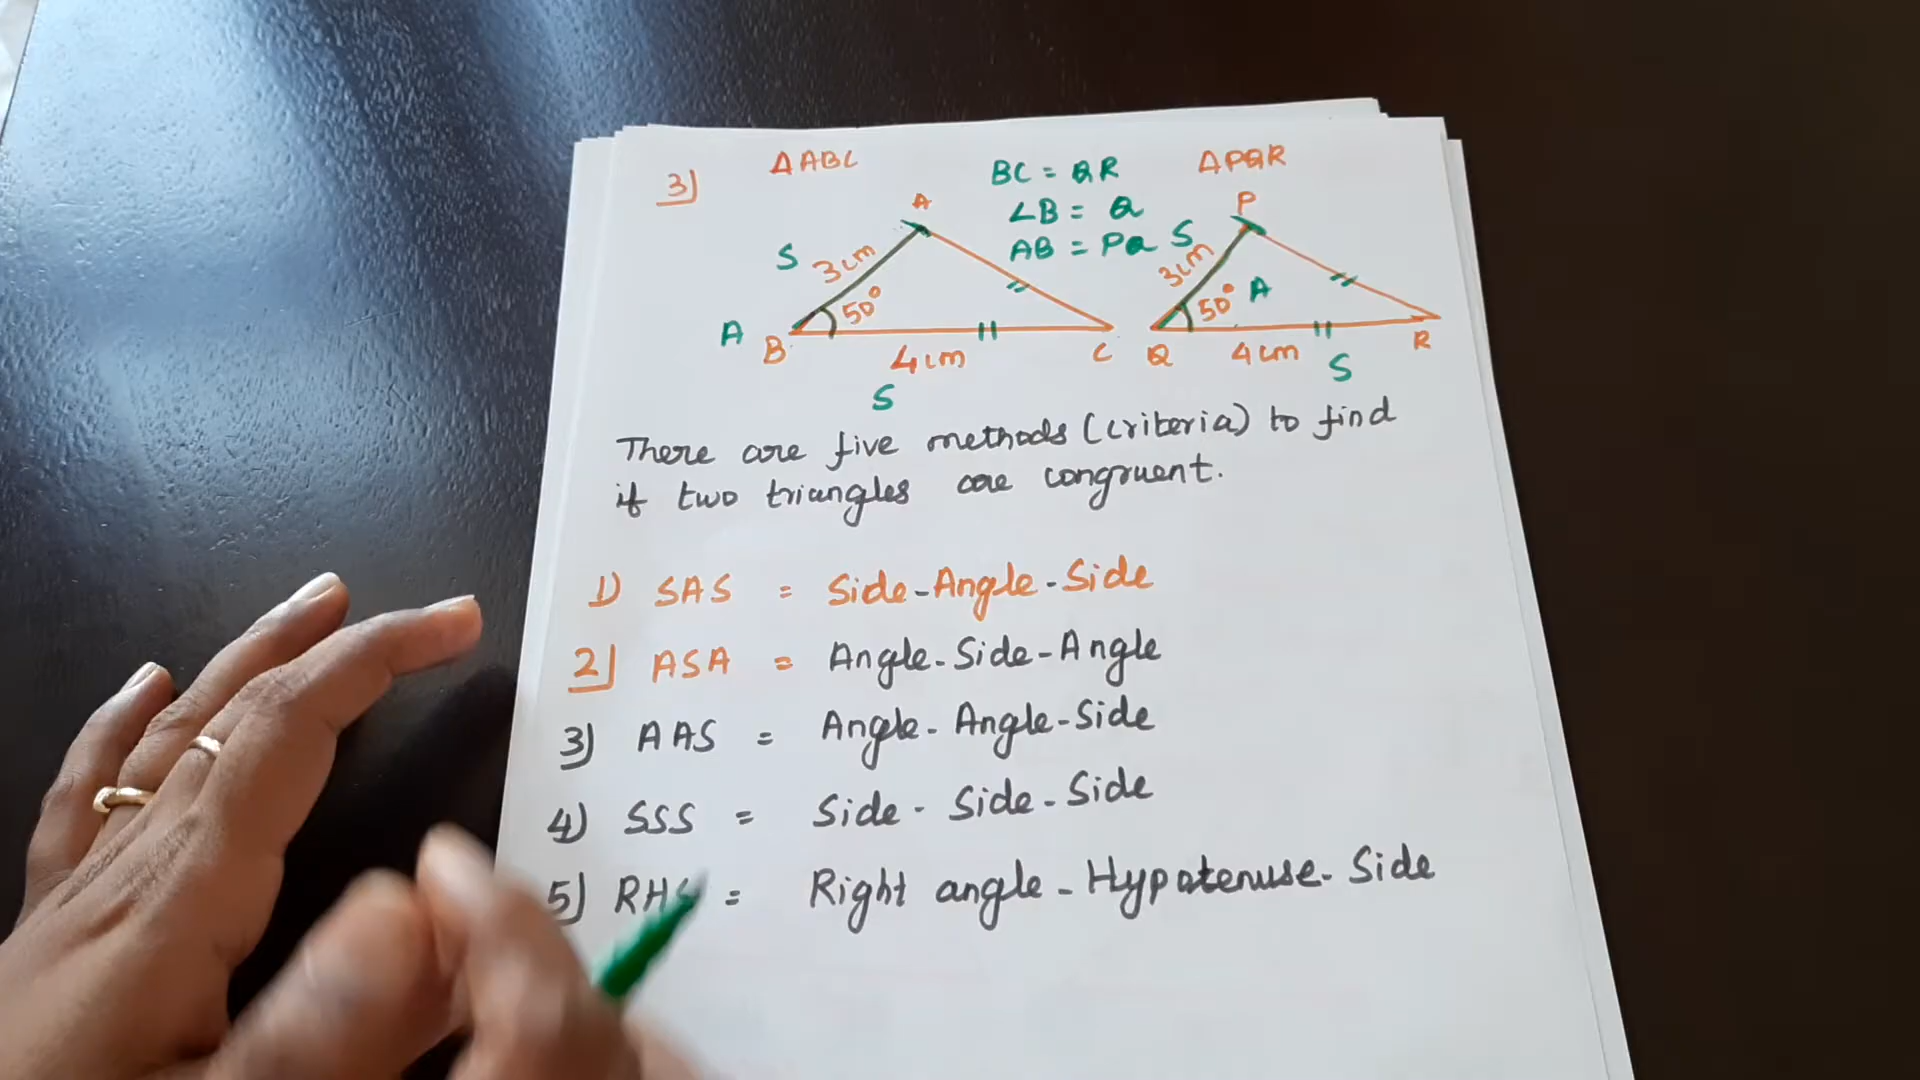 3)
ΔABC
BC = QR
∠B = Q
AB = PQ
ΔPQR
A
S
3cm
50°
A
B
4cm
C
S
P
S
3cm
50°
A
Q
4cm
R
S
There are five methods (criteria) to find
if two triangles are congruent.
1) SAS = Side-Angle-Side
2) ASA = Angle-Side-Angle
3) AAS = Angle-Angle-Side
4) SSS = Side-Side-Side
5) RHS = Right angle-Hypotenuse-Side